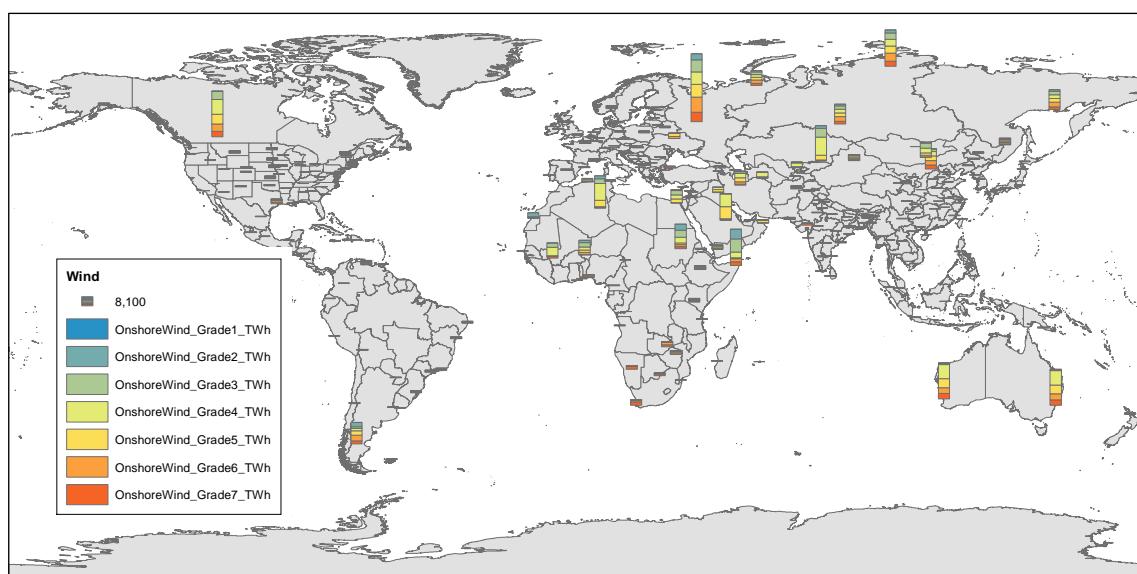 Wind
8,100
OnshoreWind_Grade1_TWh
OnshoreWind_Grade2_TWh
OnshoreWind_Grade3_TWh
OnshoreWind_Grade4_TWh
OnshoreWind_Grade5_TWh
OnshoreWind_Grade6_TWh
OnshoreWind_Grade7_TWh